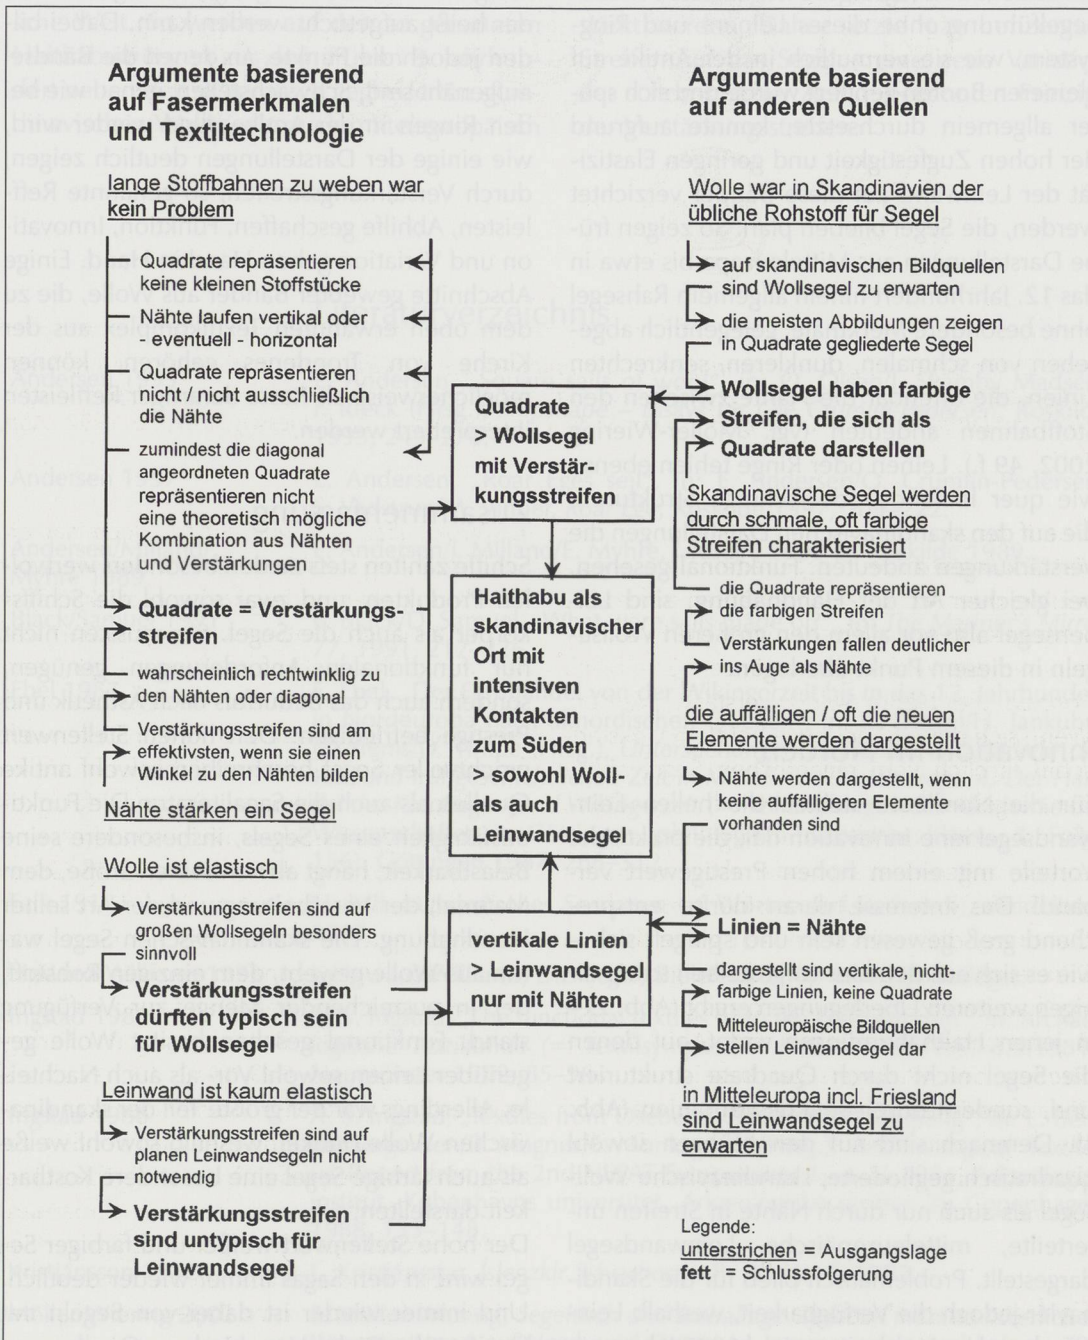 Argumente basierend
auf Fasermerkmalen
und Textiltechnologie
lange Stoffbahnen zu weben war
kein Problem
Quadrate repräsentieren
keine kleinen Stoffstücke
Nähte laufen vertikal oder
- eventuell - horizontal
Quadrate repräsentieren
nicht / nicht ausschließlich
die Nähte
zumindest die diagonal
angeordneten Quadrate
repräsentieren nicht
eine theoretisch mögliche
Kombination aus Nähten
und Verstärkungen
Quadrate = Verstärkungs-
streifen
wahrscheinlich rechtwinklig zu
den Nähten oder diagonal
Verstärkungsstreifen sind am
effektivsten, wenn sie einen
Winkel zu den Nähten bilden
Nähte stärken ein Segel
Wolle ist elastisch
Verstärkungsstreifen sind auf
großen Wollsegeln besonders
sinnvoll
Verstärkungsstreifen
dürften typisch sein
für Wollsegel
Leinwand ist kaum elastisch
Verstärkungsstreifen sind auf
planen Leinwandsegeln nicht
notwendig
Verstärkungsstreifen
sind untypisch für
Leinwandsegel
Quadrate
> Wollsegel
mit Verstär-
kungsstreifen
Haithabu als
skandinavischer
Ort mit
intensiven
Kontakten
zum Süden
> sowohl Woll-
als auch
Leinwandsegel
vertikale Linien
> Leinwandsegel
nur mit Nähten
Argumente basierend
auf anderen Quellen
Wolle war in Skandinavien der
übliche Rohstoff für Segel
auf skandinavischen Bildquellen
sind Wollsegel zu erwarten
die meisten Abbildungen zeigen
in Quadrate gegliederte Segel
Wollsegel haben farbige
Streifen, die sich als
Quadrate darstellen
Skandinavische Segel werden
durch schmale, oft farbige
Streifen charakterisiert
die Quadrate repräsentieren
die farbigen Streifen
Verstärkungen fallen deutlicher
ins Auge als Nähte
die auffälligen / oft die neuen
Elemente werden dargestellt
Nähte werden dargestellt, wenn
keine auffälligeren Elemente
vorhanden sind
Linien = Nähte
dargestellt sind vertikale, nicht-
farbige Linien, keine Quadrate
Mitteleuropäische Bildquellen
stellen Leinwandsegel dar
in Mitteleuropa incl. Friesland
sind Leinwandsegel zu
erwarten
Legende:
unterstrichen = Ausgangslage
fett = Schlussfolgerung